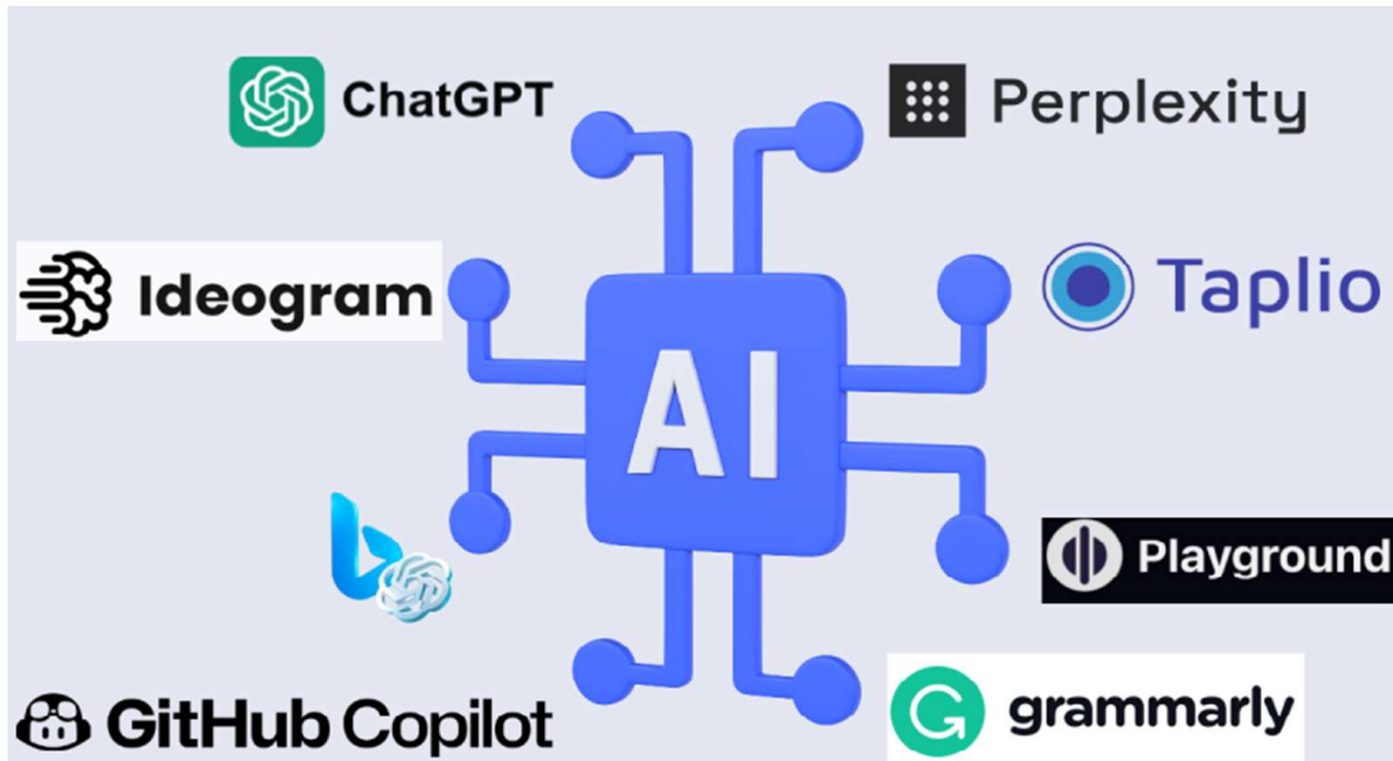 ChatGPT
Perplexity
Ideogram
Taplio
AI
Playground
GitHub Copilot
grammarly